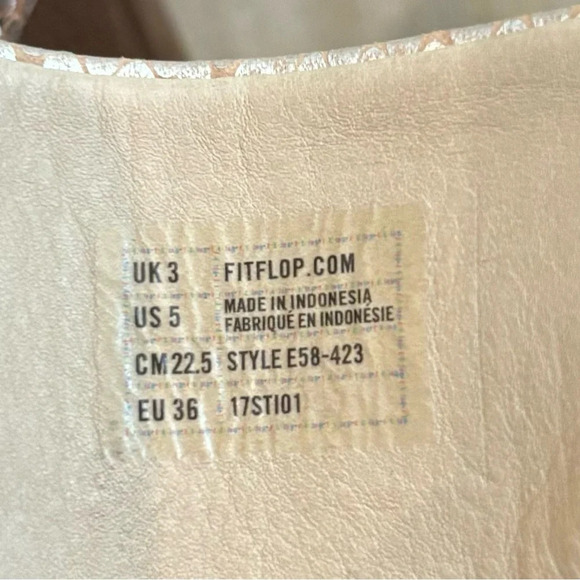 UK 3 FITFLOP.COM
US 5 MADE IN INDONESIA
FABRIQUÉ EN INDONÉSIE
CM 22.5 STYLE E58-423
EU 36 17STI01